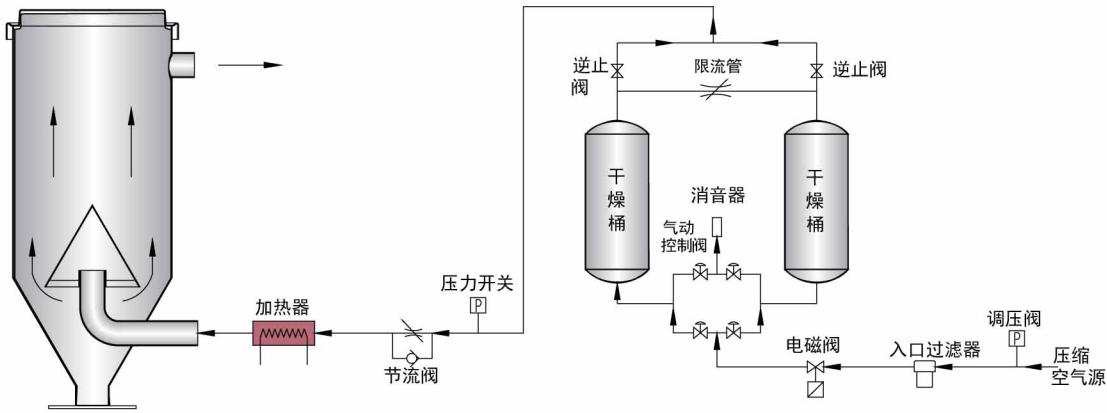 逆止
阀
限流管
逆止阀
干
燥
桶
干
燥
桶
消音器
气动
控制阀
压力开关
P
加热器
节流阀
电磁阀
入口过滤器
调压阀
P
压缩
空气源